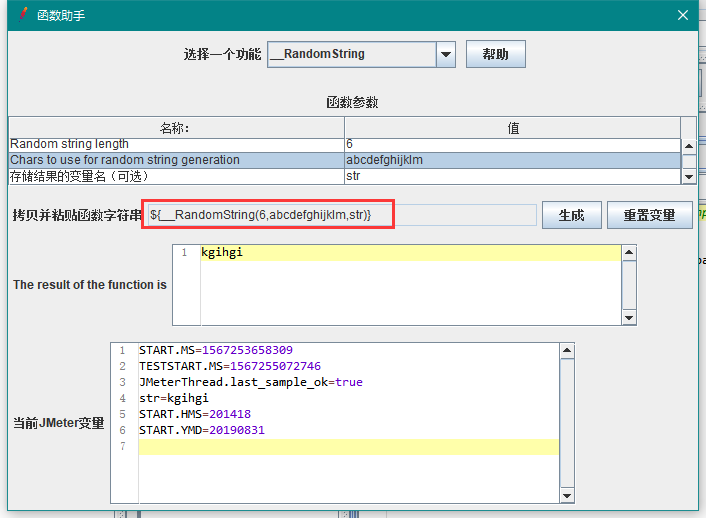 函数助手
选择一个功能 __RandomString 帮助
函数参数
名称: 值
Random string length 6
Chars to use for random string generation abcdefghijklm
存储结果的变量名（可选） str
拷贝并粘贴函数字符串 ${__RandomString(6,abcdefghijklm,str)} 生成 重置变量
1 kgihgi
The result of the function is
1 START.MS=1567253658309
2 TESTSTART.MS=1567255072746
3 JMeterThread.last_sample_ok=true
4 str=kgihgi
当前JMeter变量
5 START.HMS=201418
6 START.YMD=20190831
7